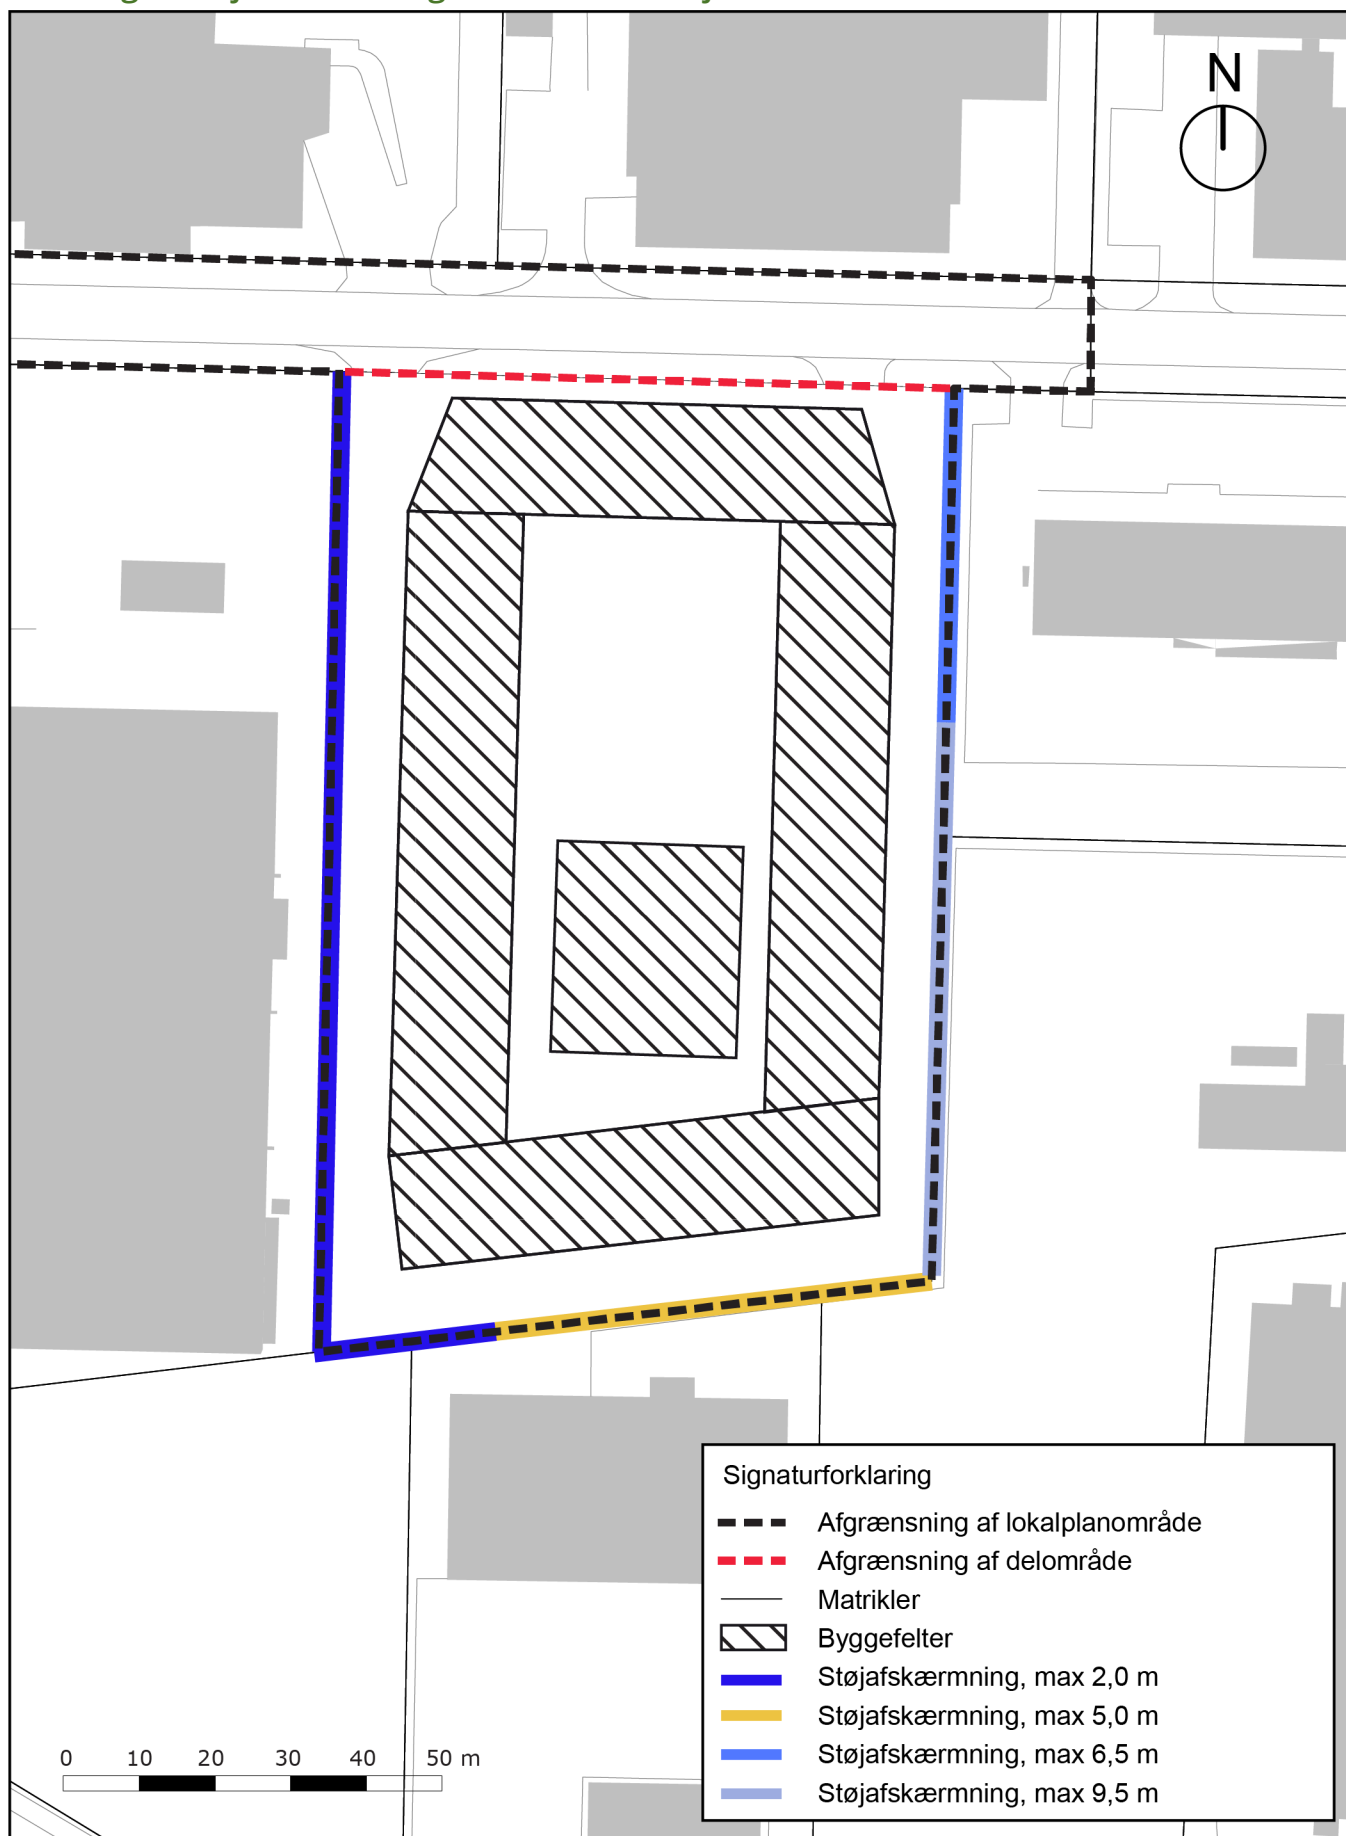 N
Signaturforklaring
Afgrænsning af lokalplanområde
Afgrænsning af delområde
Matrikler
Byggefelter
Støjafskærmning, max 2,0 m
Støjafskærmning, max 5,0 m
Støjafskærmning, max 6,5 m
Støjafskærmning, max 9,5 m
0 10 20 30 40 50 m